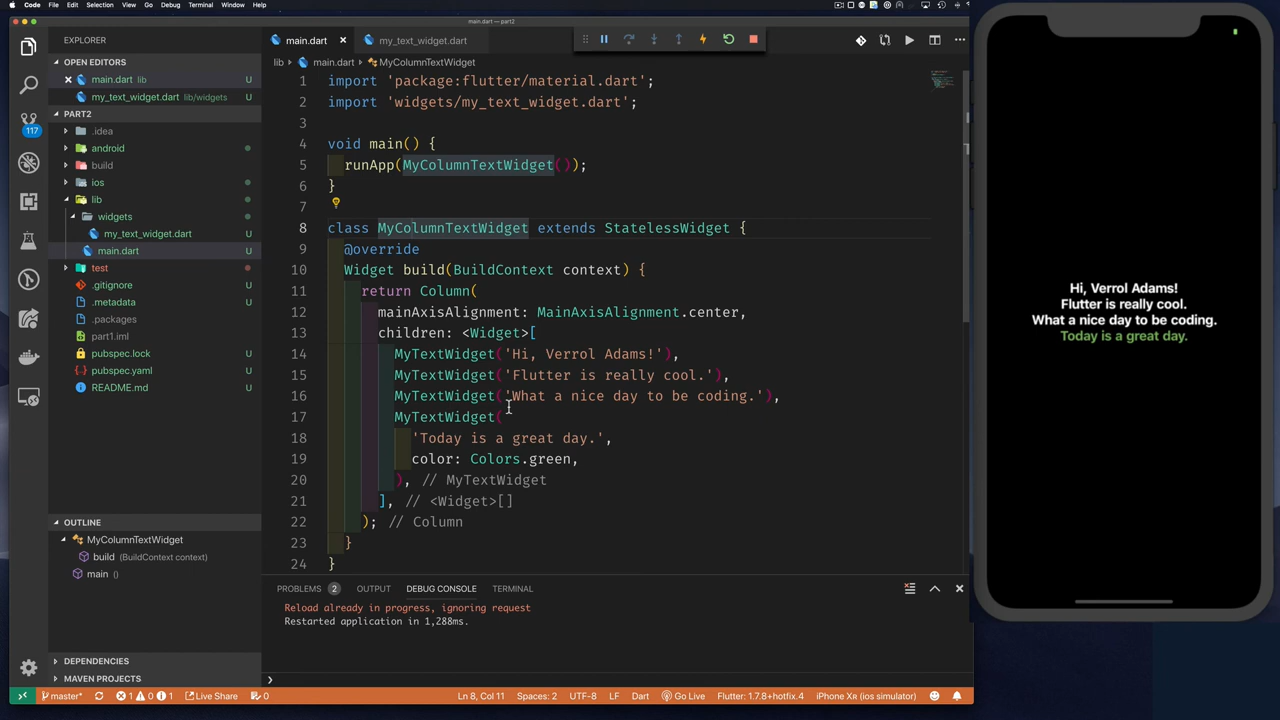 Code File Edit Selection View Go Debug Terminal Window Help
main.dart — part2
EXPLORER
OPEN EDITORS
main.dart lib U
my_text_widget.dart lib/widgets U
PART2
.idea
android
build
ios
lib
widgets
my_text_widget.dart U
main.dart U
test
.gitignore U
.metadata U
.packages
part1.iml
pubspec.lock U
pubspec.yaml U
README.md U
117
OUTLINE
MyColumnTextWidget
build (BuildContext context)
main ()
DEPENDENCIES
MAVEN PROJECTS
main.dart
my_text_widget.dart
lib > main.dart > MyColumnTextWidget
1 import 'package:flutter/material.dart';
2 import 'widgets/my_text_widget.dart';
3
4 void main() {
5 runApp(MyColumnTextWidget());
6 }
7
8 class MyColumnTextWidget extends StatelessWidget {
9 @override
10 Widget build(BuildContext context) {
11 return Column(
12 mainAxisAlignment: MainAxisAlignment.center,
13 children: <Widget>[
14 MyTextWidget('Hi, Verrol Adams!'),
15 MyTextWidget('Flutter is really cool.'),
16 MyTextWidget('What a nice day to be coding.'),
17 MyTextWidget(
18 'Today is a great day.',
19 color: Colors.green,
20 ), // MyTextWidget
21 ], // <Widget>[]
22 ); // Column
23 }
24 }
PROBLEMS 2 OUTPUT DEBUG CONSOLE TERMINAL
Reload already in progress, ignoring request
Restarted application in 1,288ms.
master* 1 0 1 Live Share 0 Ln 8, Col 11 Spaces: 2 UTF-8 LF Dart Go Live Flutter: 1.7.8+hotfix.4 iPhone Xʀ (ios simulator)
Hi, Verrol Adams!
Flutter is really cool.
What a nice day to be coding.
Today is a great day.